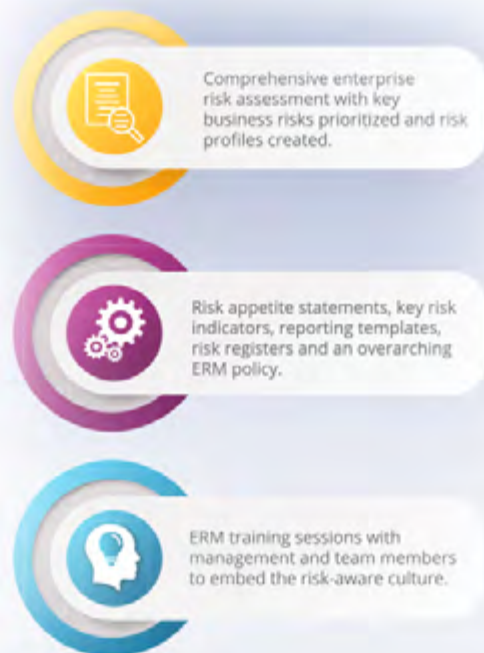 Comprehensive enterprise
risk assessment with key
business risks prioritized and risk
profiles created.
Risk appetite statements, key risk
indicators, reporting templates,
risk registers and an overarching
ERM policy.
ERM training sessions with
management and team members
to embed the risk-aware culture.